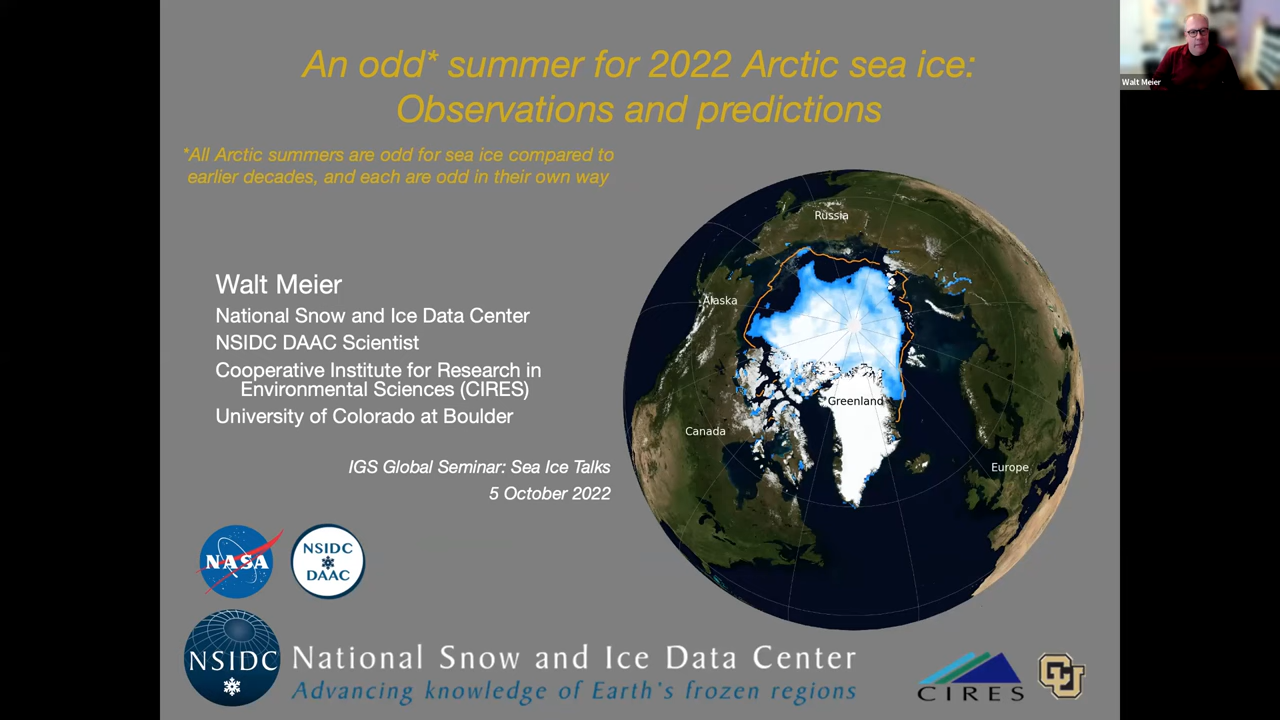 An odd* summer for 2022 Arctic sea ice:
Observations and predictions
*All Arctic summers are odd for sea ice compared to
earlier decades, and each are odd in their own way
Walt Meier
National Snow and Ice Data Center
NSIDC DAAC Scientist
Cooperative Institute for Research in
Environmental Sciences (CIRES)
University of Colorado at Boulder
IGS Global Seminar: Sea Ice Talks
5 October 2022
Russia
Alaska
Greenland
Canada
Europe
NASA
NSIDC
DAAC
NSIDC
National Snow and Ice Data Center
Advancing knowledge of Earth's frozen regions
CIRES
CU
Walt Meier